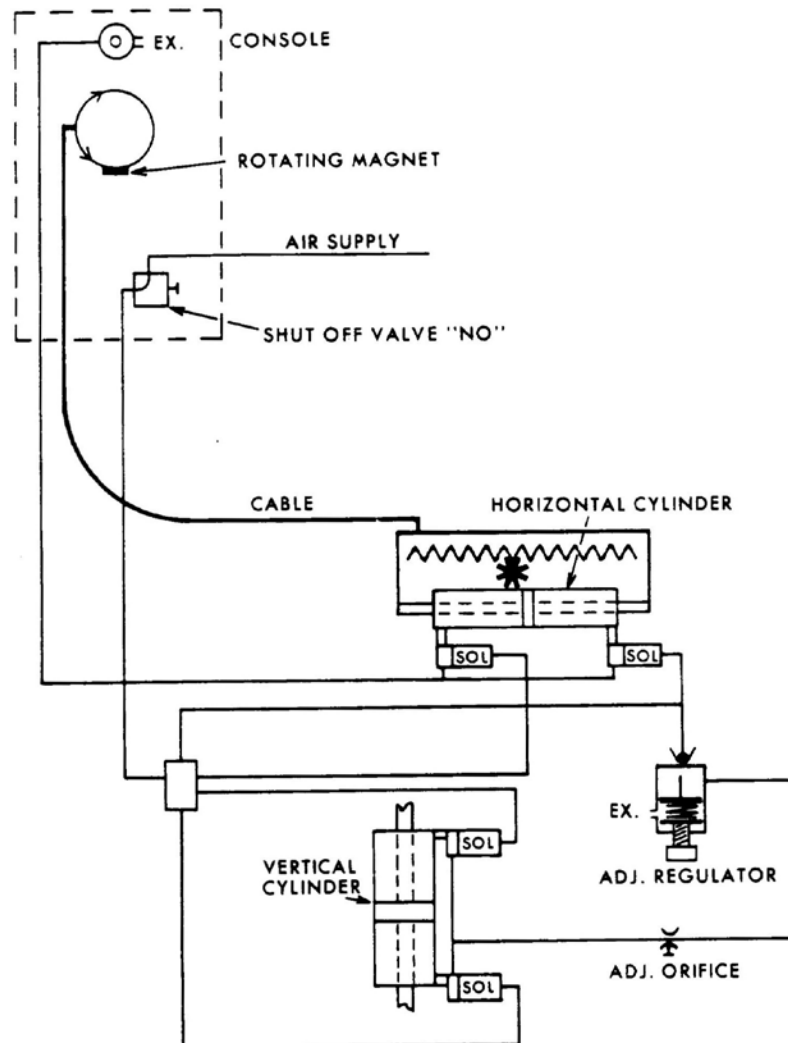 EX. CONSOLE
ROTATING MAGNET
AIR SUPPLY
SHUT OFF VALVE "NO"
CABLE
HORIZONTAL CYLINDER
SOL
SOL
EX.
SOL
VERTICAL
CYLINDER
ADJ. REGULATOR
ADJ. ORIFICE
SOL